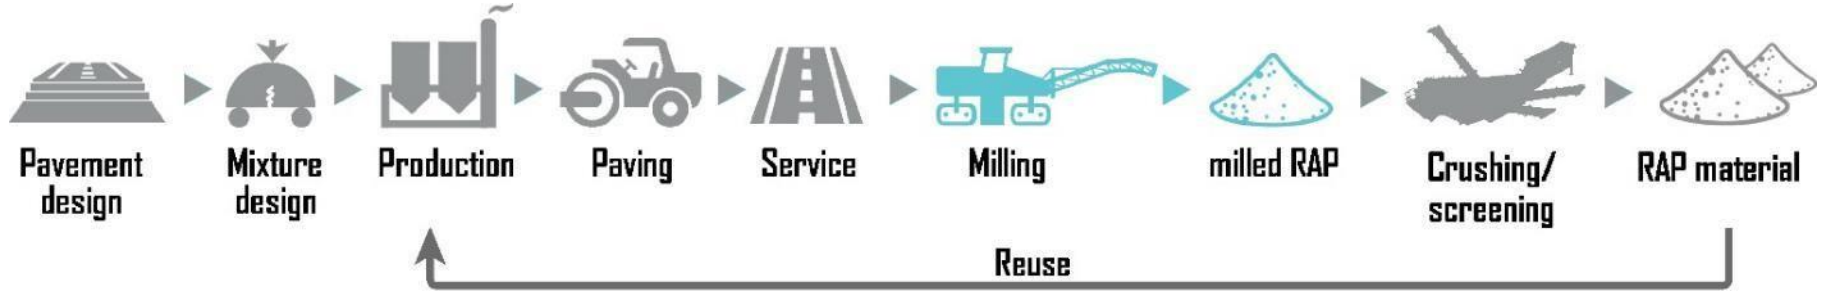 Pavement
design
Mixture
design
Production
Paving
Service
Milling
milled RAP
Crushing/
screening
RAP material
Reuse